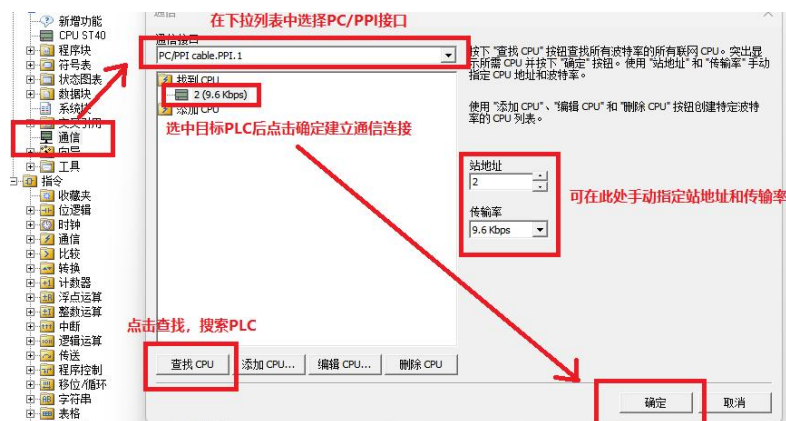 新增功能
CPU ST40
程序块
符号表
状态图表
数据块
系统块
交叉引用
通信
向导
工具
指令
收藏夹
位逻辑
时钟
通信
比较
转换
计数器
浮点运算
整数运算
中断
逻辑运算
传送
程序控制
移位/循环
字符串
表格
通信
在下拉列表中选择PC/PPI接口
通信接口
PC/PPI cable.PPI.1
找到 CPU
2 (9.6 Kbps)
添加 CPU
选中目标PLC后点击确定建立通信连接
按下 "查找 CPU" 按钮查找所有波特率的所有联网 CPU。突出显
示所需 CPU 并按下 "确定" 按钮。使用 "站地址" 和 "传输率" 手动
指定 CPU 地址和波特率。
使用 "添加 CPU"、"编辑 CPU" 和 "删除 CPU" 按钮创建特定波特
率的 CPU 列表。
站地址
2
传输率
9.6 Kbps
可在此处手动指定站地址和传输率
点击查找，搜索PLC
查找 CPU
添加 CPU...
编辑 CPU...
删除 CPU
确定
取消